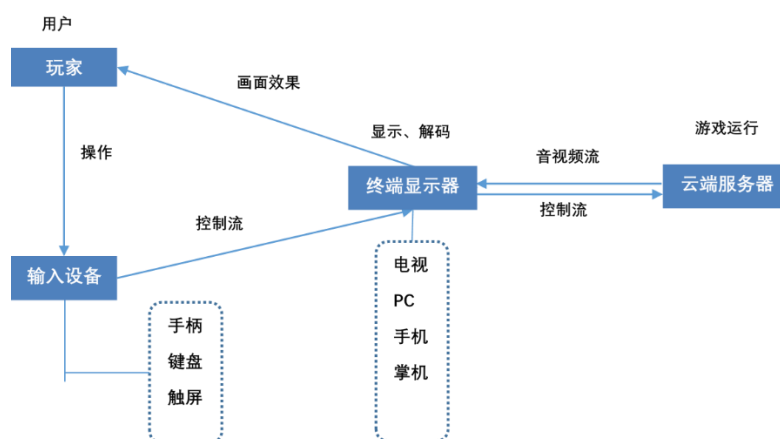 用户
玩家
画面效果
显示、解码
游戏运行
操作
音视频流
终端显示器
云端服务器
控制流
控制流
输入设备
电视
PC
手机
掌机
手柄
键盘
触屏